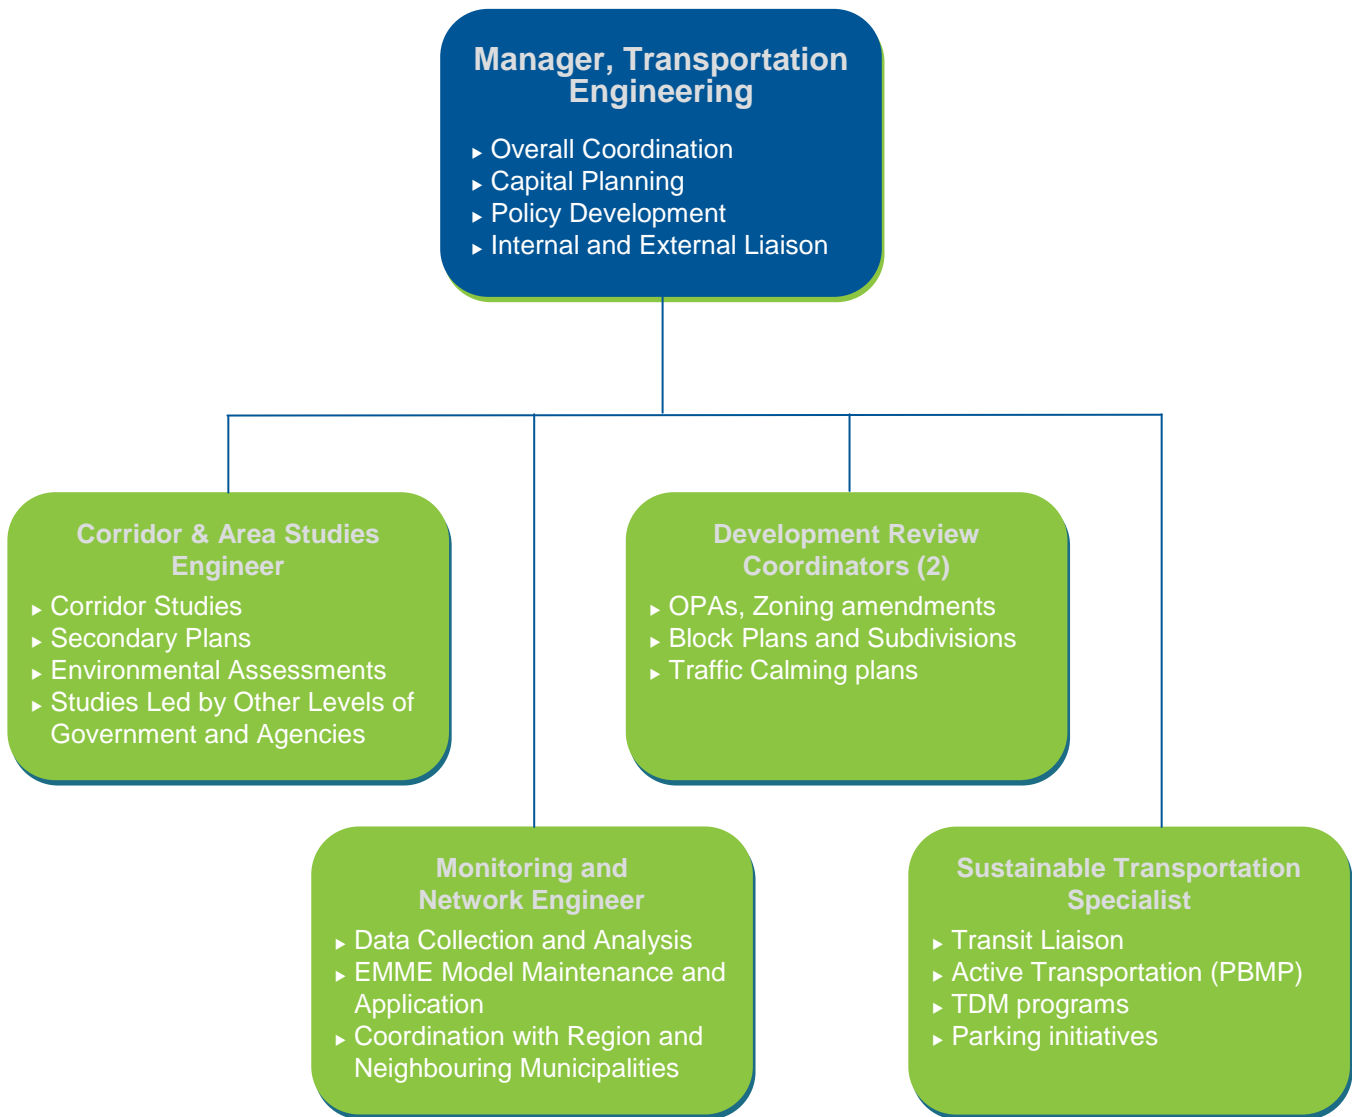 Manager, Transportation
Engineering
▸ Overall Coordination
▸ Capital Planning
▸ Policy Development
▸ Internal and External Liaison
Corridor & Area Studies
Engineer
▸ Corridor Studies
▸ Secondary Plans
▸ Environmental Assessments
▸ Studies Led by Other Levels of
Government and Agencies
Development Review
Coordinators (2)
▸ OPAs, Zoning amendments
▸ Block Plans and Subdivisions
▸ Traffic Calming plans
Monitoring and
Network Engineer
▸ Data Collection and Analysis
▸ EMME Model Maintenance and
Application
▸ Coordination with Region and
Neighbouring Municipalities
Sustainable Transportation
Specialist
▸ Transit Liaison
▸ Active Transportation (PBMP)
▸ TDM programs
▸ Parking initiatives